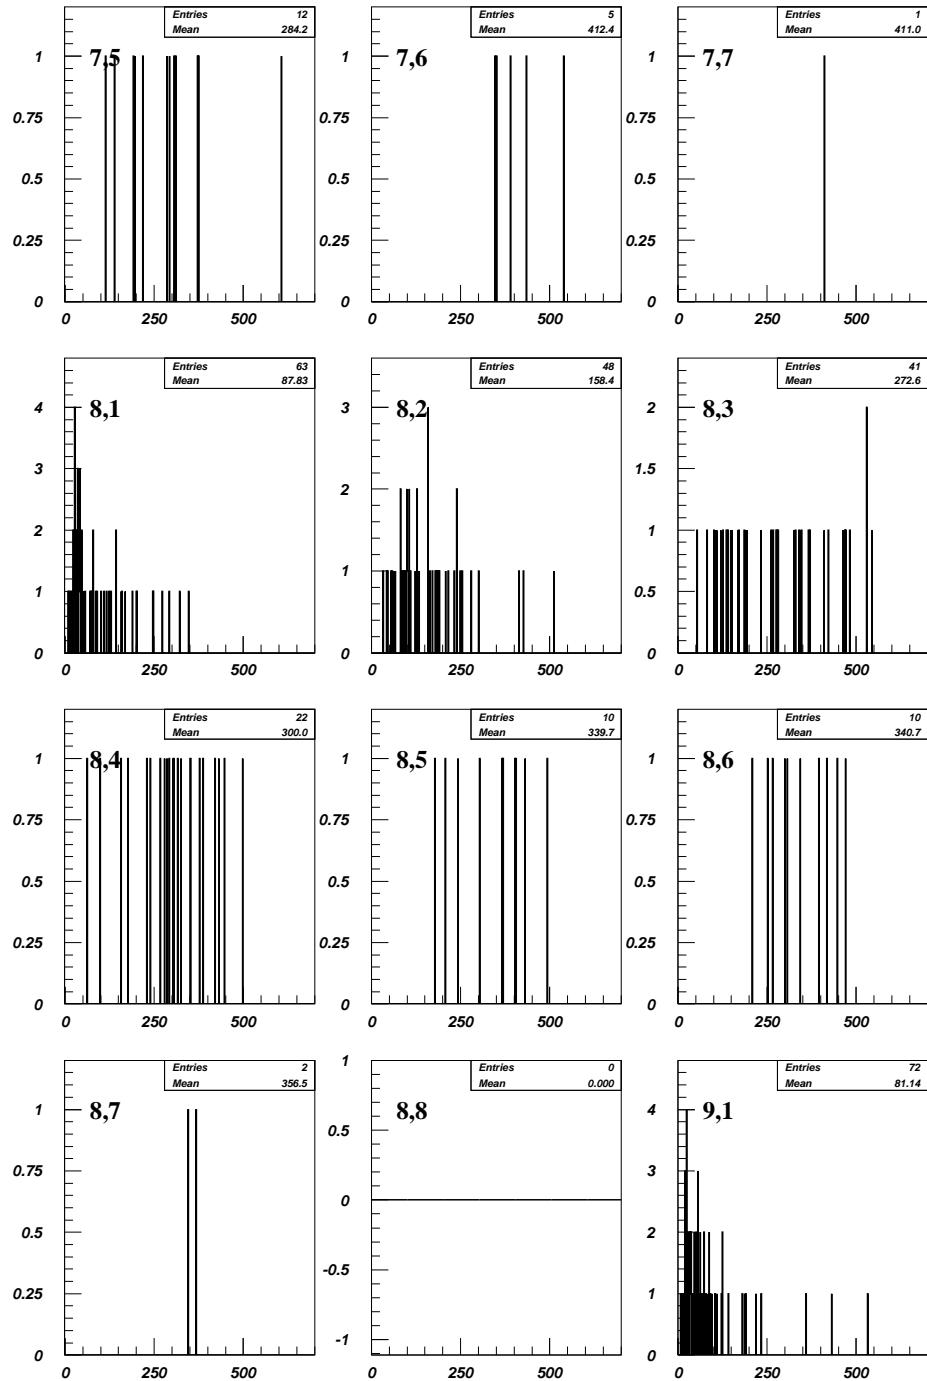 Entries 12
Mean 284.2
7,5
1
0.75
0.5
0.25
0
0 250 500
Entries 5
Mean 412.4
7,6
1
0.75
0.5
0.25
0
0 250 500
Entries 1
Mean 411.0
7,7
1
0.75
0.5
0.25
0
0 250 500
Entries 63
Mean 87.83
8,1
4
3
2
1
0
0 250 500
Entries 48
Mean 158.4
8,2
3
2
1
0
0 250 500
Entries 41
Mean 272.6
8,3
2
1.5
1
0.5
0
0 250 500
Entries 22
Mean 300.0
8,4
1
0.75
0.5
0.25
0
0 250 500
Entries 10
Mean 339.7
8,5
1
0.75
0.5
0.25
0
0 250 500
Entries 10
Mean 340.7
8,6
1
0.75
0.5
0.25
0
0 250 500
Entries 2
Mean 356.5
8,7
1
0.75
0.5
0.25
0
0 250 500
Entries 0
Mean 0.000
8,8
1
0.5
0
-0.5
-1
0 250 500
Entries 72
Mean 81.14
9,1
4
3
2
1
0
0 250 500